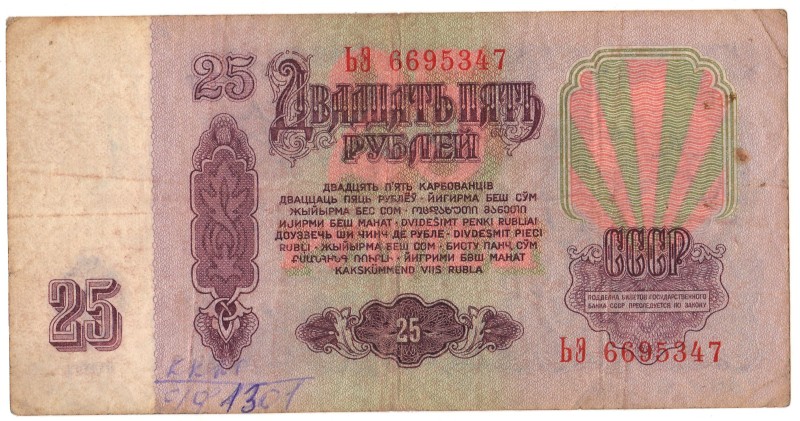 ЬЭ 6695347
25
ДВАДЦАТЬ ПЯТЬ
РУБЛЕЙ
ДВАДЦЯТЬ П'ЯТЬ КАРБОВАНЦІВ
ДВАЦЦАЦЬ ПЯЦЬ РУБЛЁЎ · ЙИГИРМА БЕШ СЎМ
ЖЫЙЫРМА БЕС СОМ · ᲝᲪᲓᲐᲮᲣᲗᲘ ᲛᲐᲜᲔᲗᲘ
ИЈИРМИ БЕШ МАНАТ · DVIDEŠIMT PENKI RUBLIAI
ДОУЭЗЕЧЬ ШИ ЧИНЧ ДЕ РУБЛЕ · DIVDESMIT PIECI
RUBĻI · ЖЫЙЫРМА БЕШ СОМ · БИСТУ ПАНҶ СӮМ
ՔՍԱՆՀԻՆԳ ՌՈՒԲԼԻ · ЙИГРИМИ БӘШ МАНАТ
KAKSKÜMMEND VIIS RUBLA
СССР
ПОДДЕЛКА БИЛЕТОВ ГОСУДАРСТВЕННОГО
БАНКА СССР ПРЕСЛЕДУЕТСЯ ПО ЗАКОНУ
25
25
ЬЭ 6695347